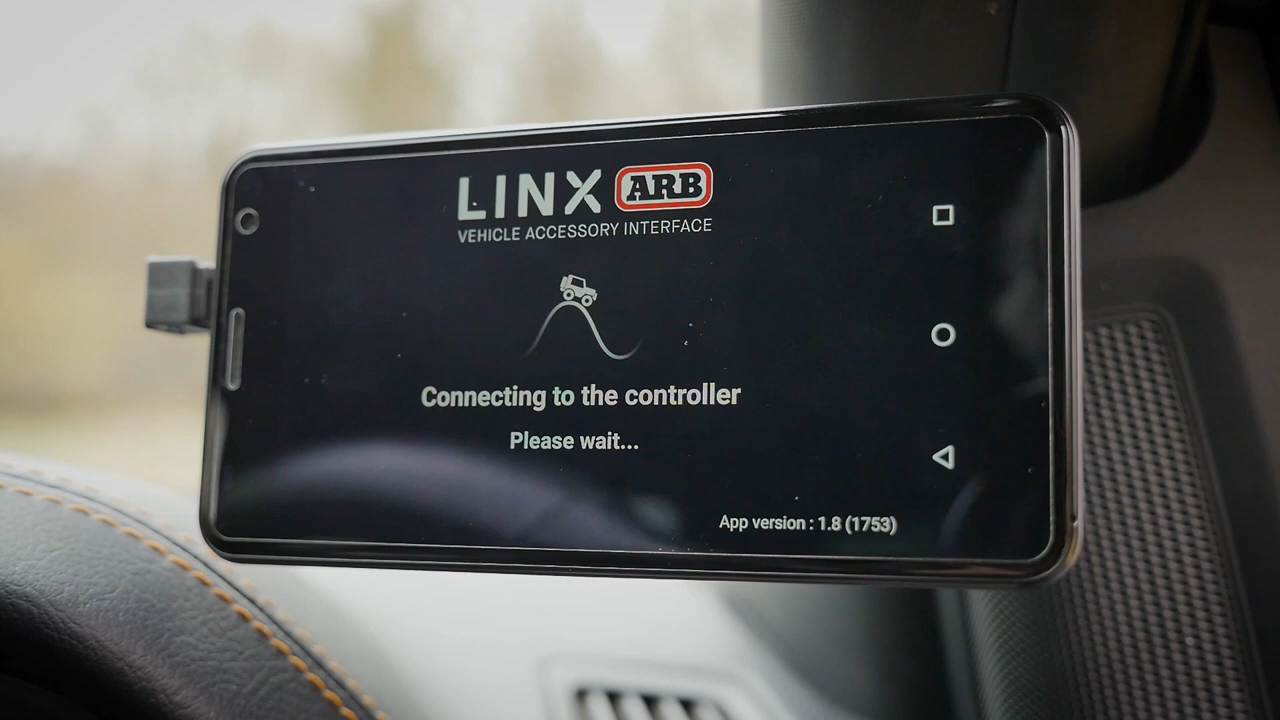 LINX ARB
VEHICLE ACCESSORY INTERFACE
Connecting to the controller
Please wait...
App version : 1.8 (1753)